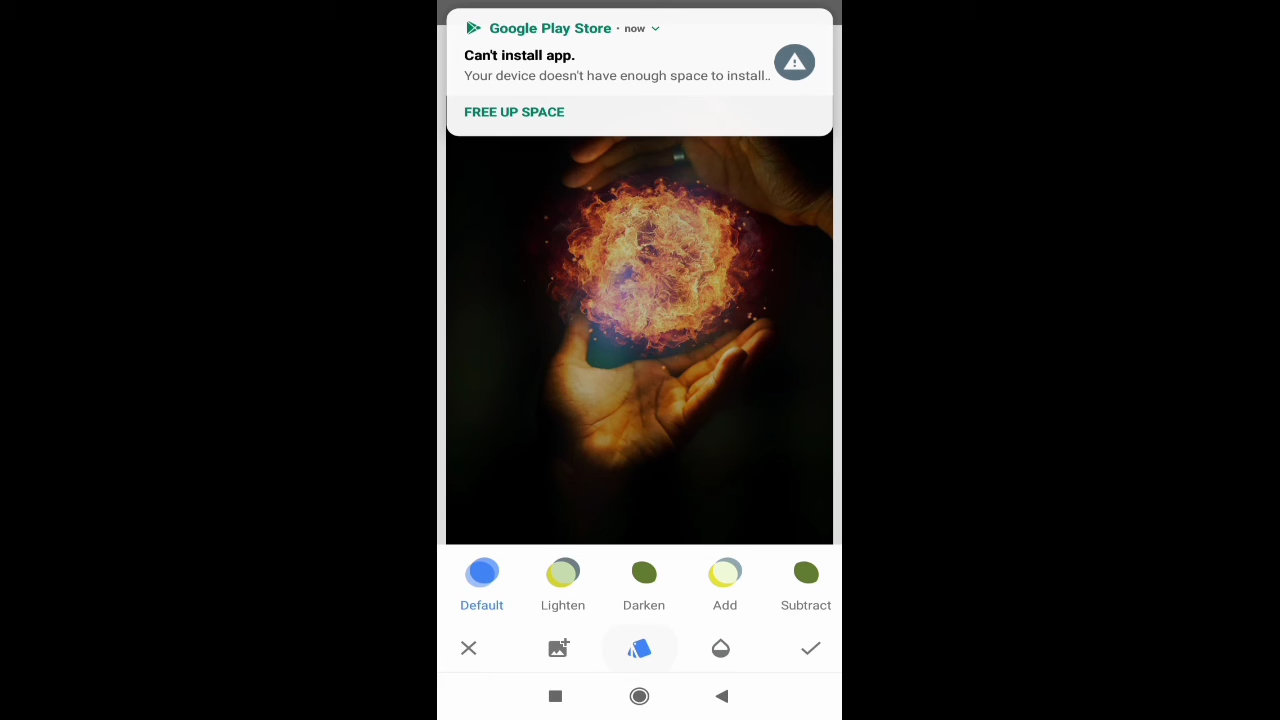 Google Play Store · now
Can't install app.
Your device doesn't have enough space to install..
FREE UP SPACE
Default Lighten Darken Add Subtract